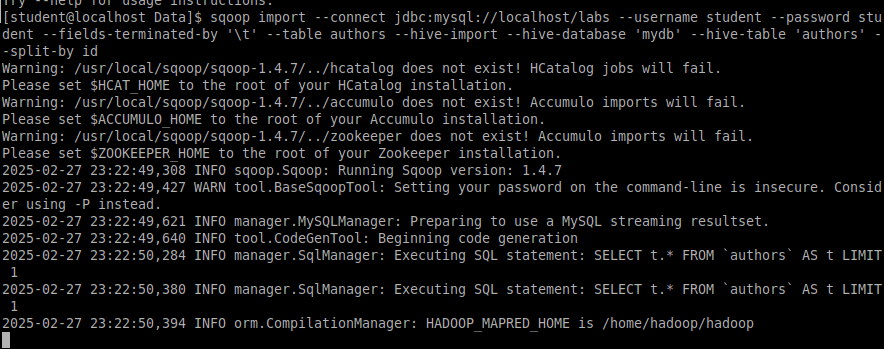 Try --help for usage instructions.
[student@localhost Data]$ sqoop import --connect jdbc:mysql://localhost/labs --username student --password stu
dent --fields-terminated-by '\t' --table authors --hive-import --hive-database 'mydb' --hive-table 'authors' -
-split-by id
Warning: /usr/local/sqoop/sqoop-1.4.7/../hcatalog does not exist! HCatalog jobs will fail.
Please set $HCAT_HOME to the root of your HCatalog installation.
Warning: /usr/local/sqoop/sqoop-1.4.7/../accumulo does not exist! Accumulo imports will fail.
Please set $ACCUMULO_HOME to the root of your Accumulo installation.
Warning: /usr/local/sqoop/sqoop-1.4.7/../zookeeper does not exist! Accumulo imports will fail.
Please set $ZOOKEEPER_HOME to the root of your Zookeeper installation.
2025-02-27 23:22:49,308 INFO sqoop.Sqoop: Running Sqoop version: 1.4.7
2025-02-27 23:22:49,427 WARN tool.BaseSqoopTool: Setting your password on the command-line is insecure. Consid
er using -P instead.
2025-02-27 23:22:49,621 INFO manager.MySQLManager: Preparing to use a MySQL streaming resultset.
2025-02-27 23:22:49,640 INFO tool.CodeGenTool: Beginning code generation
2025-02-27 23:22:50,284 INFO manager.SqlManager: Executing SQL statement: SELECT t.* FROM `authors` AS t LIMIT
 1
2025-02-27 23:22:50,380 INFO manager.SqlManager: Executing SQL statement: SELECT t.* FROM `authors` AS t LIMIT
 1
2025-02-27 23:22:50,394 INFO orm.CompilationManager: HADOOP_MAPRED_HOME is /home/hadoop/hadoop